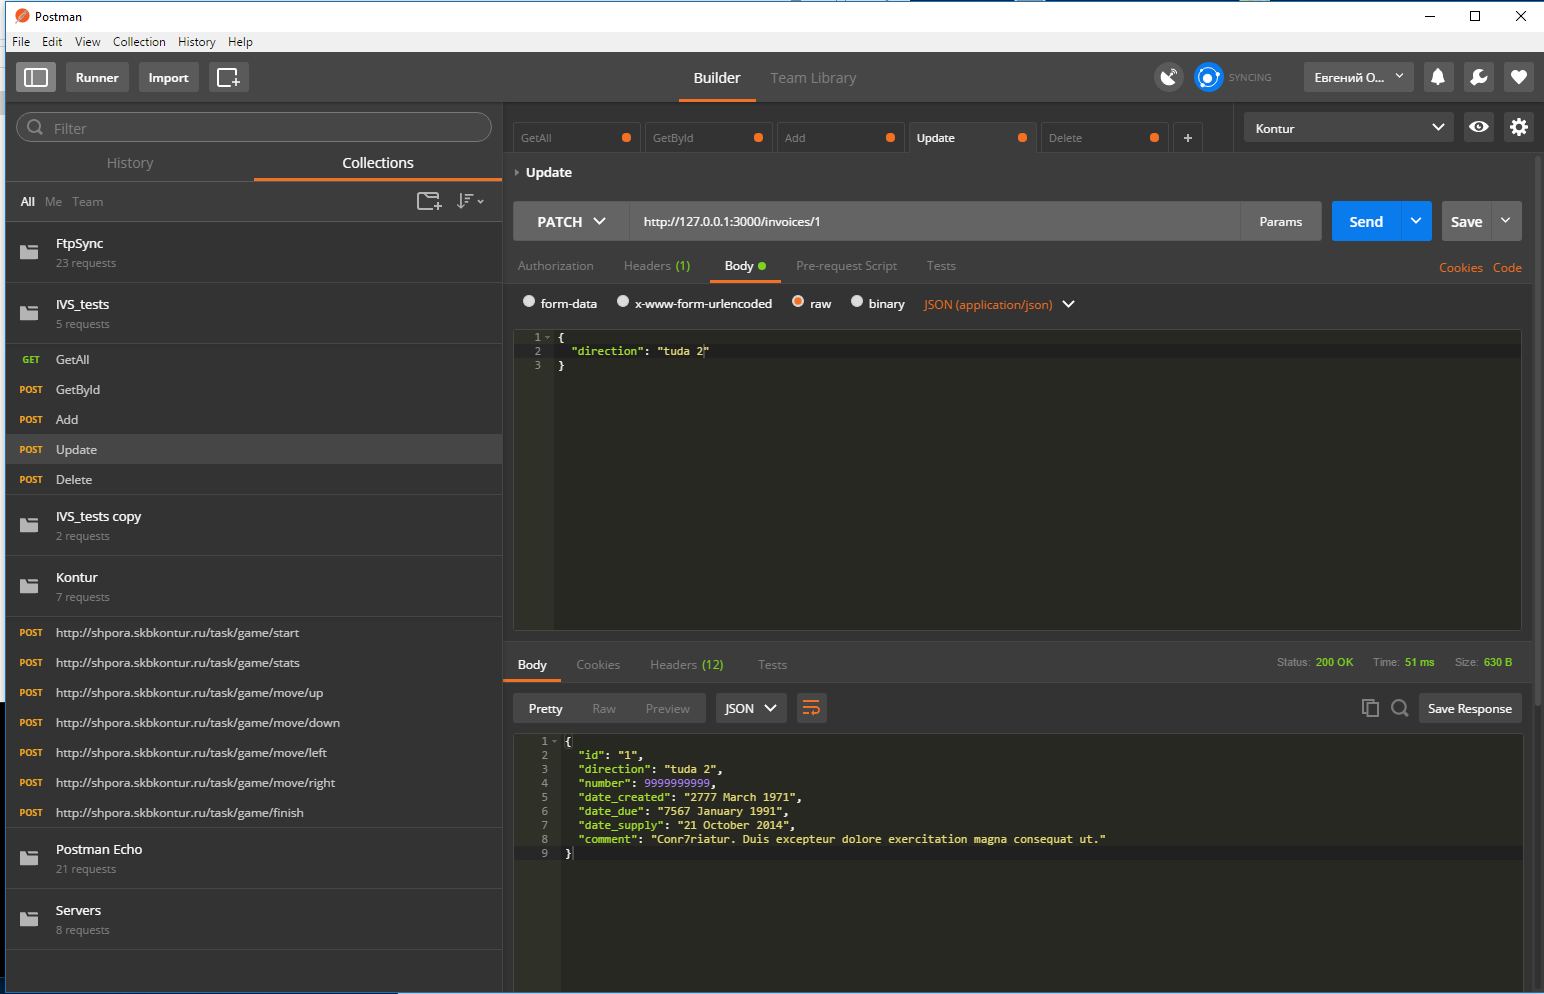 Postman
File Edit View Collection History Help
Runner Import Builder Team Library SYNCING Евгений О...
Filter
History Collections
All Me Team
FtpSync
23 requests
IVS_tests
5 requests
GET GetAll
POST GetById
POST Add
POST Update
POST Delete
IVS_tests copy
2 requests
Kontur
7 requests
POST http://shpora.skbkontur.ru/task/game/start
POST http://shpora.skbkontur.ru/task/game/stats
POST http://shpora.skbkontur.ru/task/game/move/up
POST http://shpora.skbkontur.ru/task/game/move/down
POST http://shpora.skbkontur.ru/task/game/move/left
POST http://shpora.skbkontur.ru/task/game/move/right
POST http://shpora.skbkontur.ru/task/game/finish
Postman Echo
21 requests
Servers
8 requests
GetAll GetById Add Update Delete + Kontur
Update
PATCH http://127.0.0.1:3000/invoices/1 Params Send Save
Authorization Headers (1) Body Pre-request Script Tests Cookies Code
form-data x-www-form-urlencoded raw binary JSON (application/json)
1 {
2 "direction": "tuda 2"
3 }
Body Cookies Headers (12) Tests Status: 200 OK Time: 51 ms Size: 630 B
Pretty Raw Preview JSON Save Response
1 {
2 "id": "1",
3 "direction": "tuda 2",
4 "number": 9999999999,
5 "date_created": "2777 March 1971",
6 "date_due": "7567 January 1991",
7 "date_supply": "21 October 2014",
8 "comment": "Conr7riatur. Duis excepteur dolore exercitation magna consequat ut."
9 }